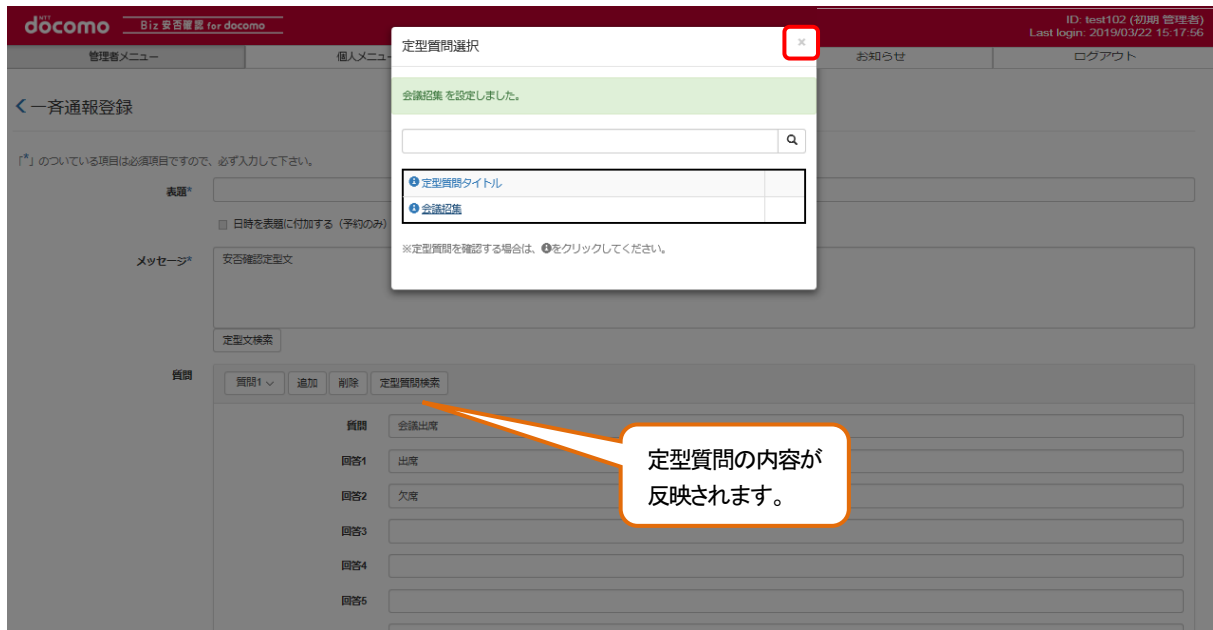 NTT
döcomo Biz 安否確認 for docomo
ID: test102 (初期 管理者)
Last login: 2019/03/22 15:17:56
管理者メニュー
個人メニュ
お知らせ
ログアウト
定型質問選択
×
会議招集 を設定しました。
定型質問タイトル
会議招集
※定型質問を確認する場合は、iをクリックしてください。
一斉通報登録
「*」のついている項目は必須項目ですので、必ず入力して下さい。
表題*
日時を表題に付加する（予約のみ）
メッセージ*
安否確認定型文
定型文検索
質問
質問1
追加
削除
定型質問検索
質問 会議出席
回答1 出席
回答2 欠席
回答3
回答4
回答5
定型質問の内容が
反映されます。